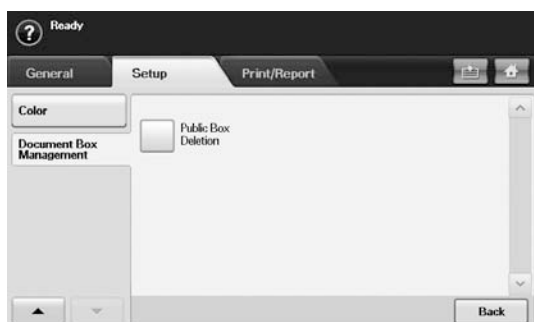 ?
Ready
General
Setup
Print/Report
Color
Public Box
Deletion
Document Box
Management
Back